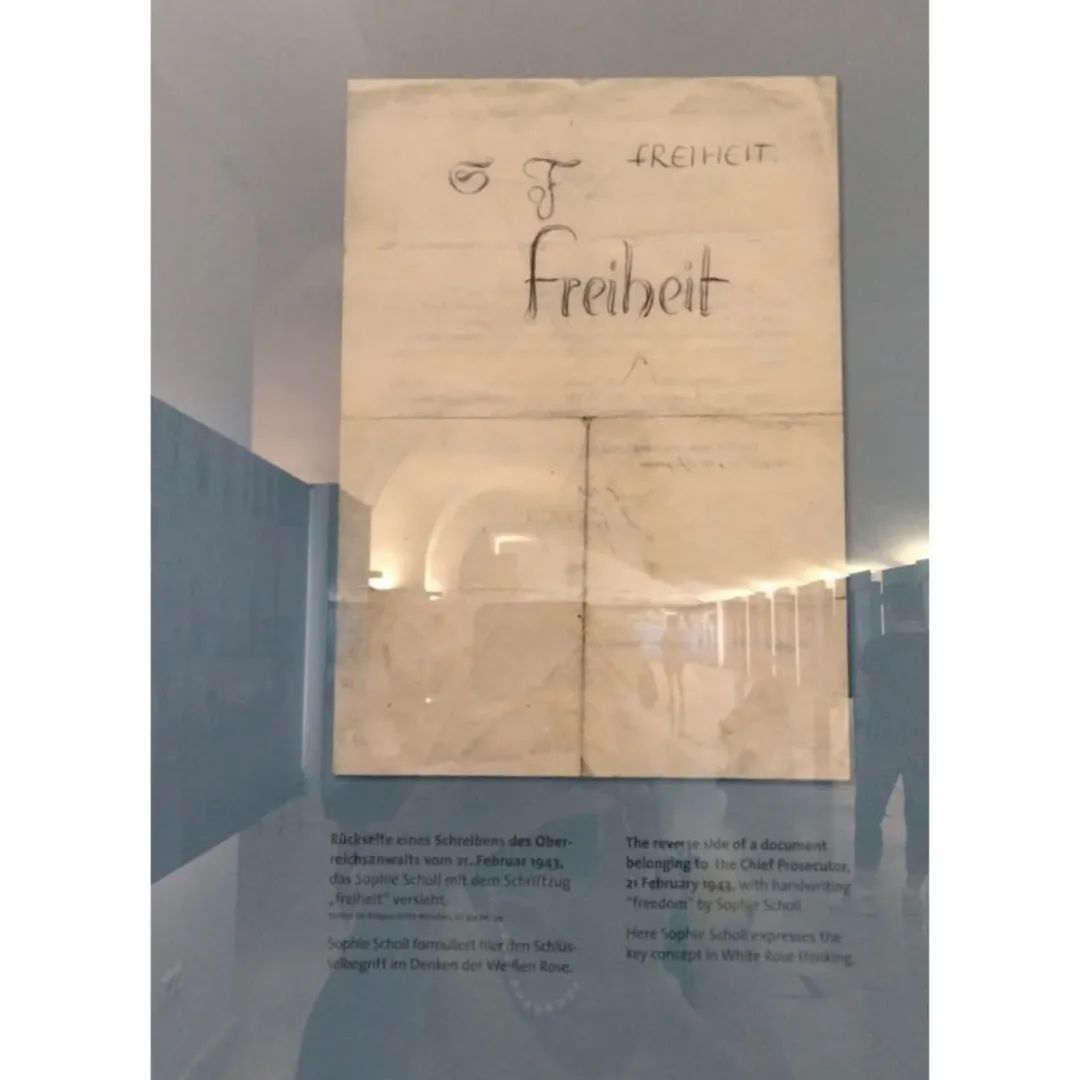 S F FREIHEIT.
freiheit
Rückseite eines Schreibens des Ober-
reichsanwalts vom 21. Februar 1943,
das Sophie Scholl mit dem Schriftzug
„freiheit“ versieht.
Sophie Scholl formuliert hier den Schlüs-
selbegriff im Denken der Weißen Rose.
The reverse side of a document
belonging to the Chief Prosecutor,
21 February 1943, with handwriting
"freedom" by Sophie Scholl
Here Sophie Scholl expresses the
key concept in White Rose thinking.